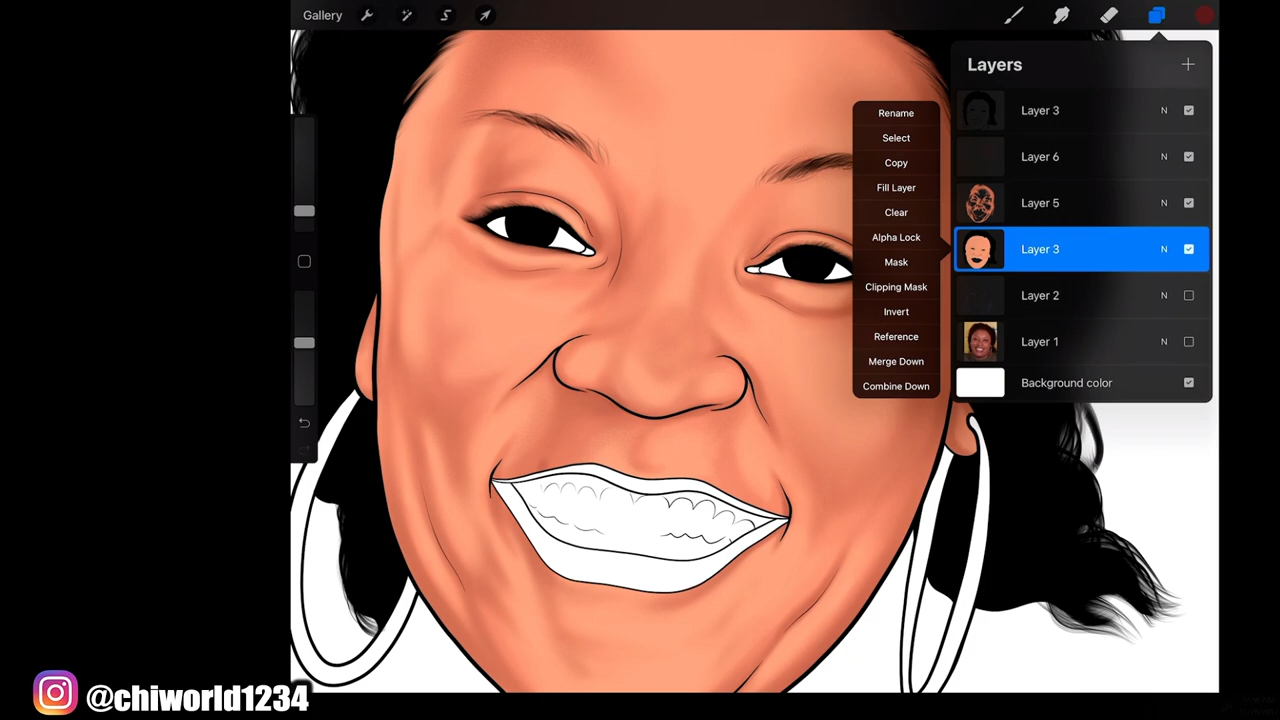 Gallery
Layers
Layer 3 N
Layer 6 N
Layer 5 N
Layer 3 N
Layer 2 N
Layer 1 N
Background color
Rename
Select
Copy
Fill Layer
Clear
Alpha Lock
Mask
Clipping Mask
Invert
Reference
Merge Down
Combine Down
@chiworld1234